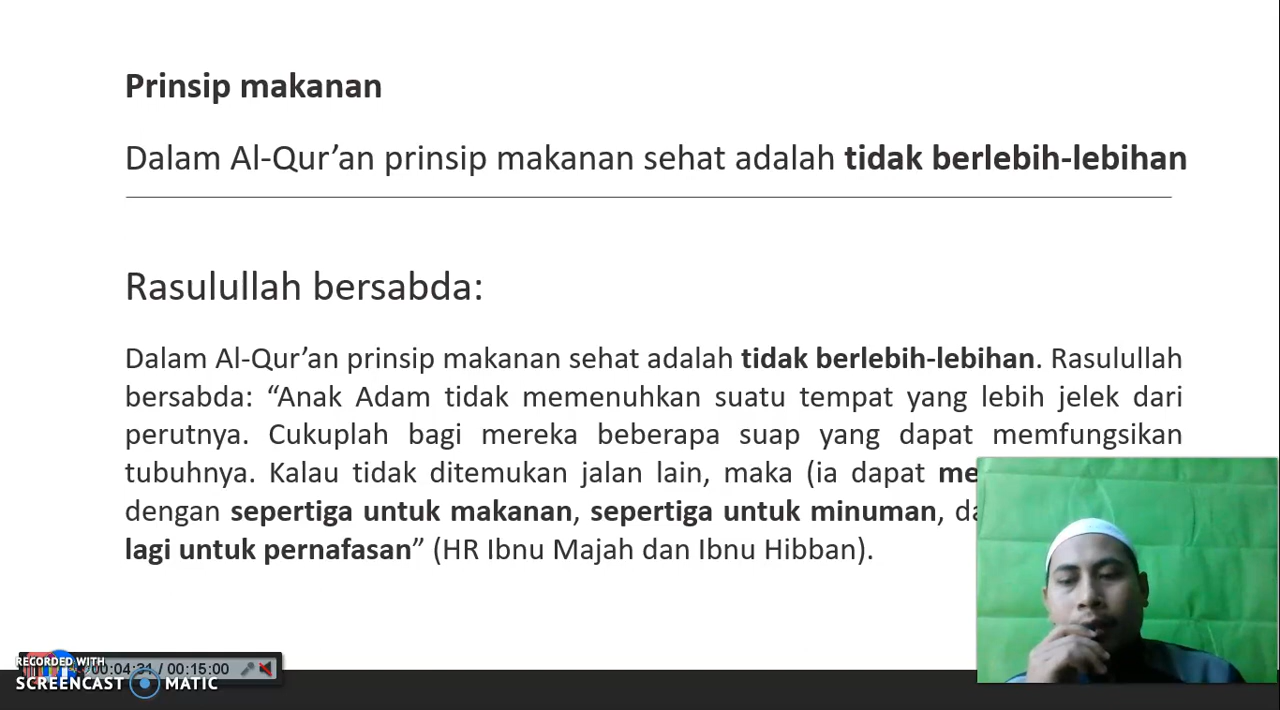 Prinsip makanan
Dalam Al-Qur’an prinsip makanan sehat adalah tidak berlebih-lebihan
Rasulullah bersabda:
Dalam Al-Qur’an prinsip makanan sehat adalah tidak berlebih-lebihan. Rasulullah
bersabda: “Anak Adam tidak memenuhkan suatu tempat yang lebih jelek dari
perutnya. Cukuplah bagi mereka beberapa suap yang dapat memfungsikan
tubuhnya. Kalau tidak ditemukan jalan lain, maka (ia dapat
dengan sepertiga untuk makanan, sepertiga untuk minuman,
lagi untuk pernafasan” (HR Ibnu Majah dan Ibnu Hibban).
RECORDED WITH
00:04:31 / 00:15:00
SCREENCAST MATIC